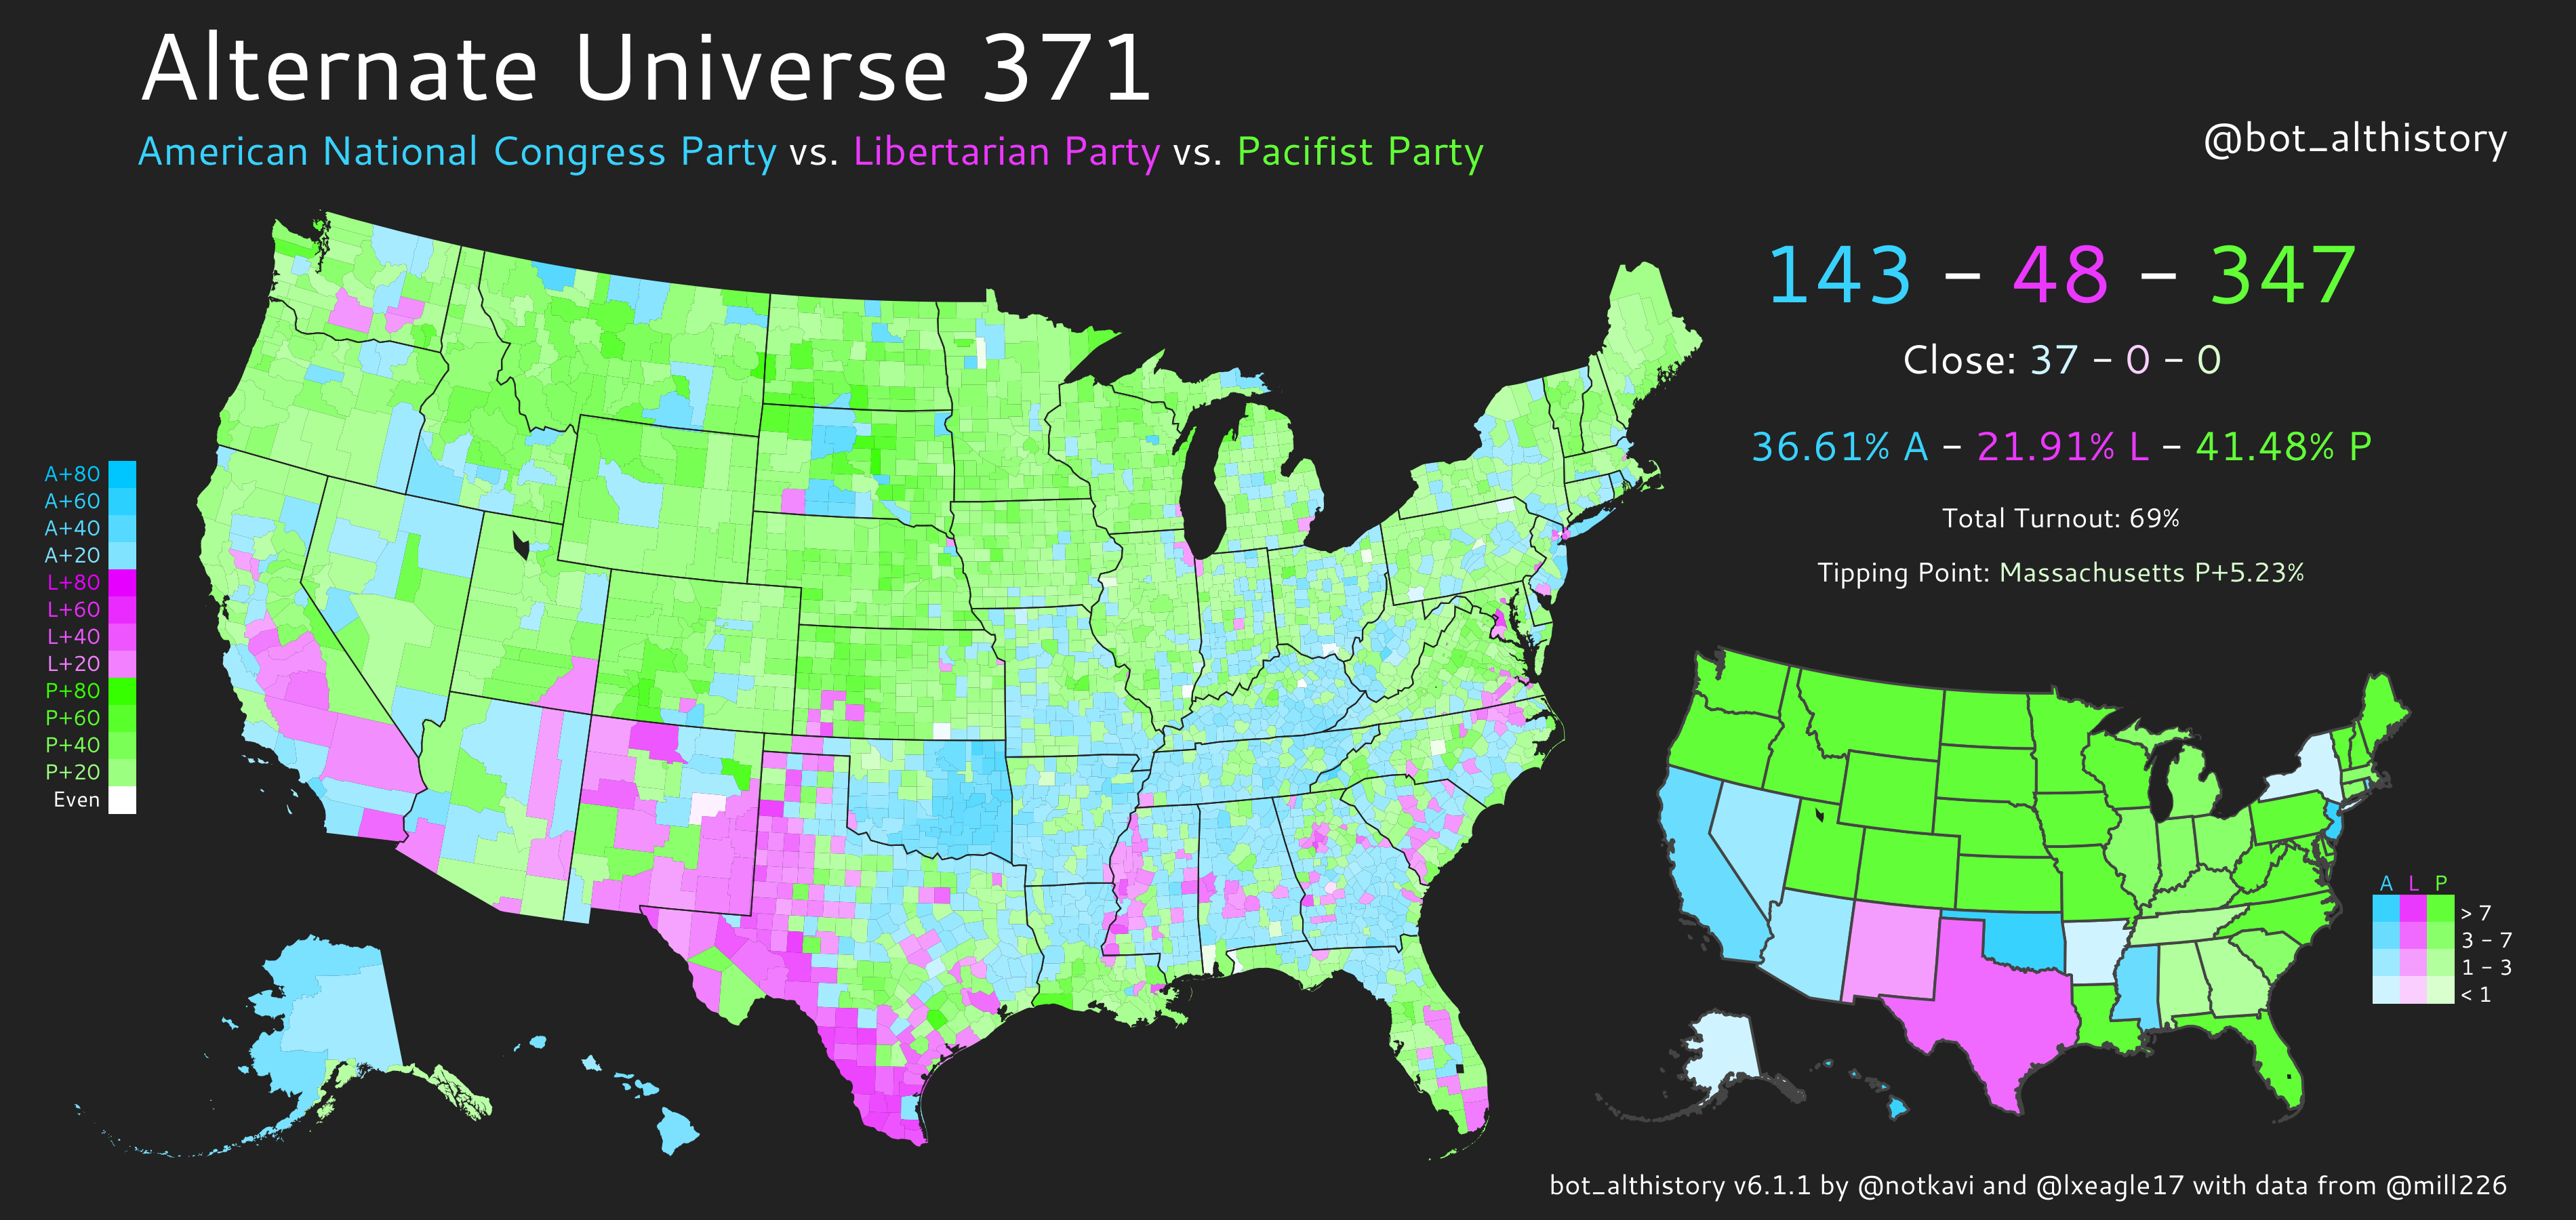 Alternate Universe 371
American National Congress Party vs. Libertarian Party vs. Pacifist Party
@bot_althistory
143 - 48 - 347
Close: 37 - 0 - 0
36.61% A - 21.91% L - 41.48% P
Total Turnout: 69%
Tipping Point: Massachusetts P+5.23%
A+80
A+60
A+40
A+20
L+80
L+60
L+40
L+20
P+80
P+60
P+40
P+20
Even
A L P
> 7
3 - 7
1 - 3
< 1
bot_althistory v6.1.1 by @notkavi and @lxeagle17 with data from @mill226